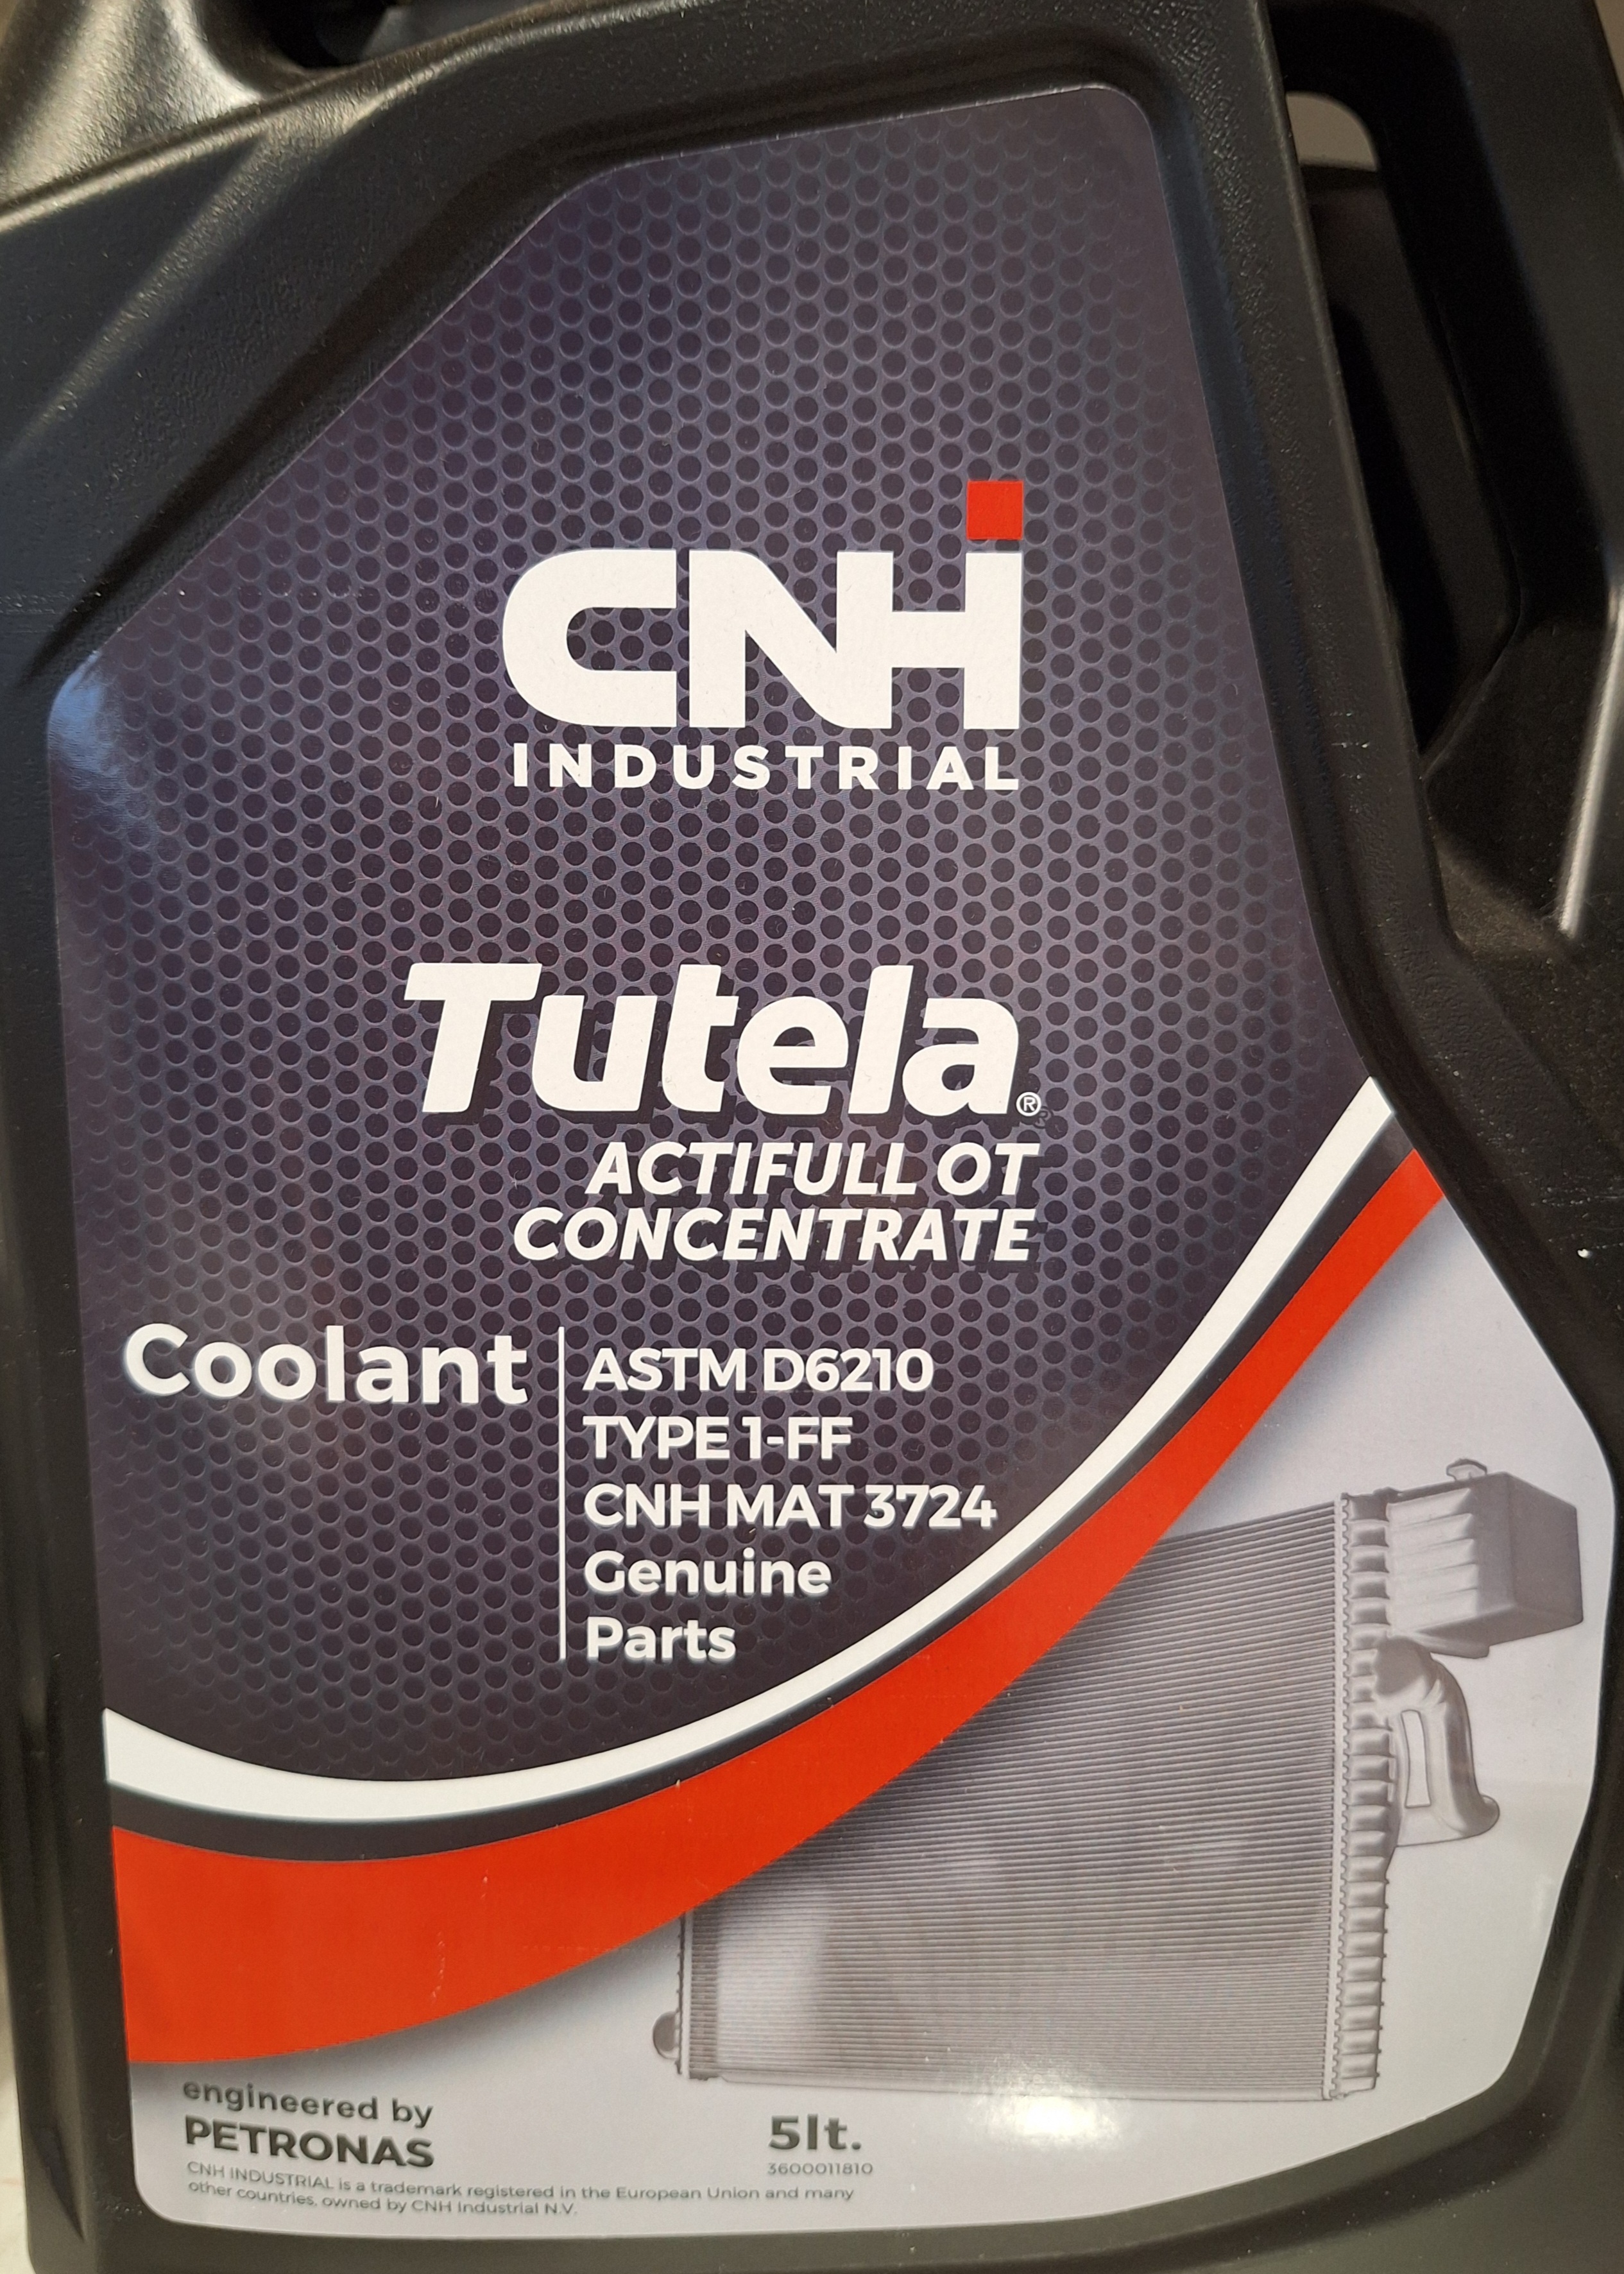 CNH
INDUSTRIAL
Tutela®
ACTIFULL OT
CONCENTRATE
Coolant
ASTM D6210
TYPE 1-FF
CNH MAT 3724
Genuine
Parts
engineered by
PETRONAS
5lt.
3600011810
CNH INDUSTRIAL is a trademark registered in the European Union and many
other countries, owned by CNH Industrial N.V.